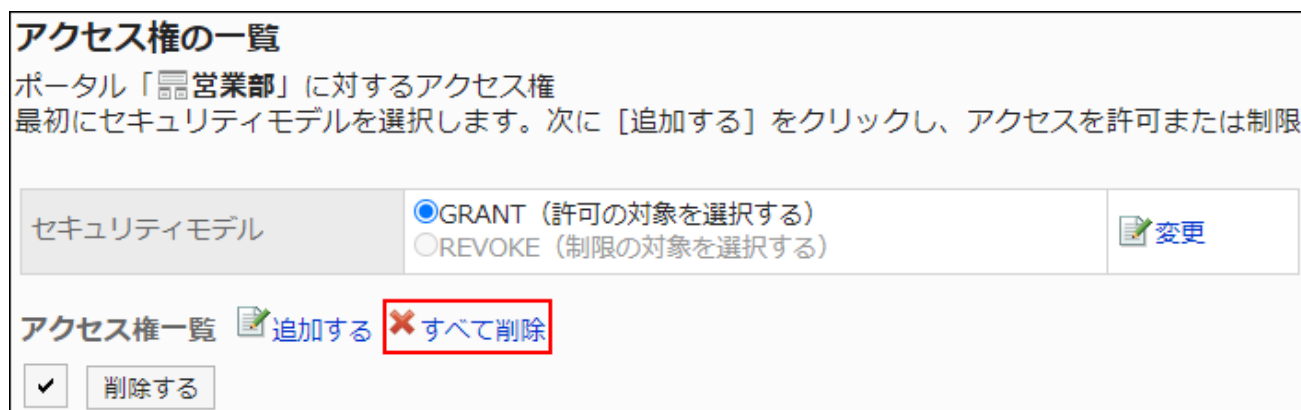 アクセス権の一覧
ポータル「営業部」に対するアクセス権
最初にセキュリティモデルを選択します。次に［追加する］をクリックし、アクセスを許可または制限
セキュリティモデル
GRANT（許可の対象を選択する）
REVOKE（制限の対象を選択する）
変更
アクセス権一覧 追加する すべて削除
削除する